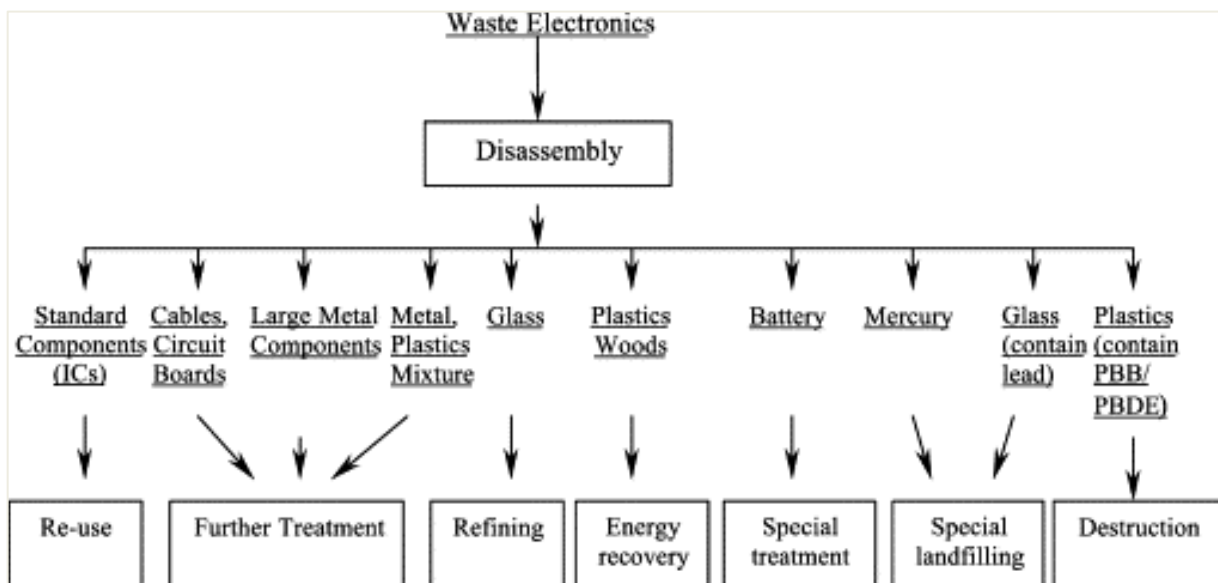 Waste Electronics
Disassembly
Standard
Components
(ICs)
Cables,
Circuit
Boards
Large Metal
Components
Metal,
Plastics
Mixture
Glass
Plastics
Woods
Battery
Mercury
Glass
(contain
lead)
Plastics
(contain
PBB/
PBDE)
Re-use
Further Treatment
Refining
Energy
recovery
Special
treatment
Special
landfilling
Destruction